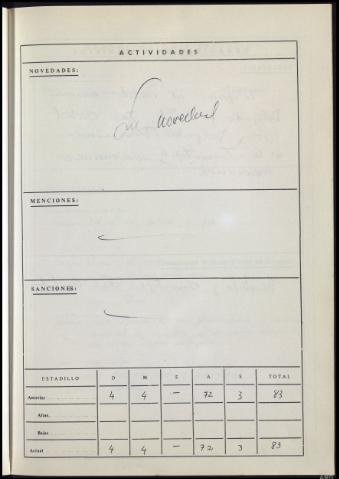 ACTIVIDADES
NOVEDADES:
novedad
MENCIONES:
SANCIONES:
ESTADILLO D M E A S TOTAL
Anterior 4 4 — 72 3 83
Altas
Bajas
Actual 4 4 — 72 3 83